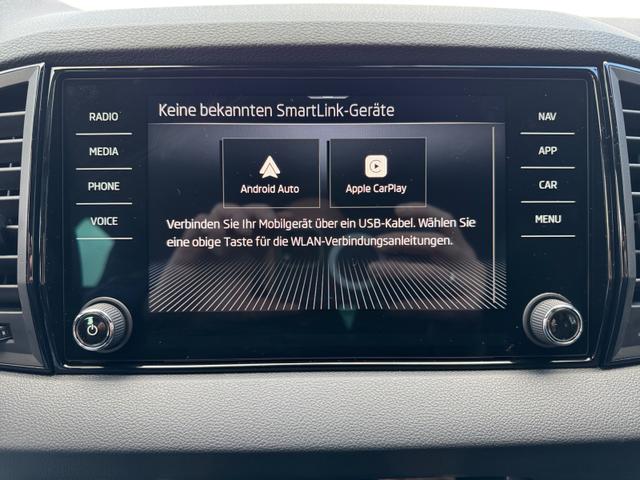 Keine bekannten SmartLink-Geräte
RADIO
MEDIA
PHONE
VOICE
Android Auto
Apple CarPlay
Verbinden Sie Ihr Mobilgerät über ein USB-Kabel. Wählen Sie
eine obige Taste für die WLAN-Verbindungsanleitungen.
NAV
APP
CAR
MENU